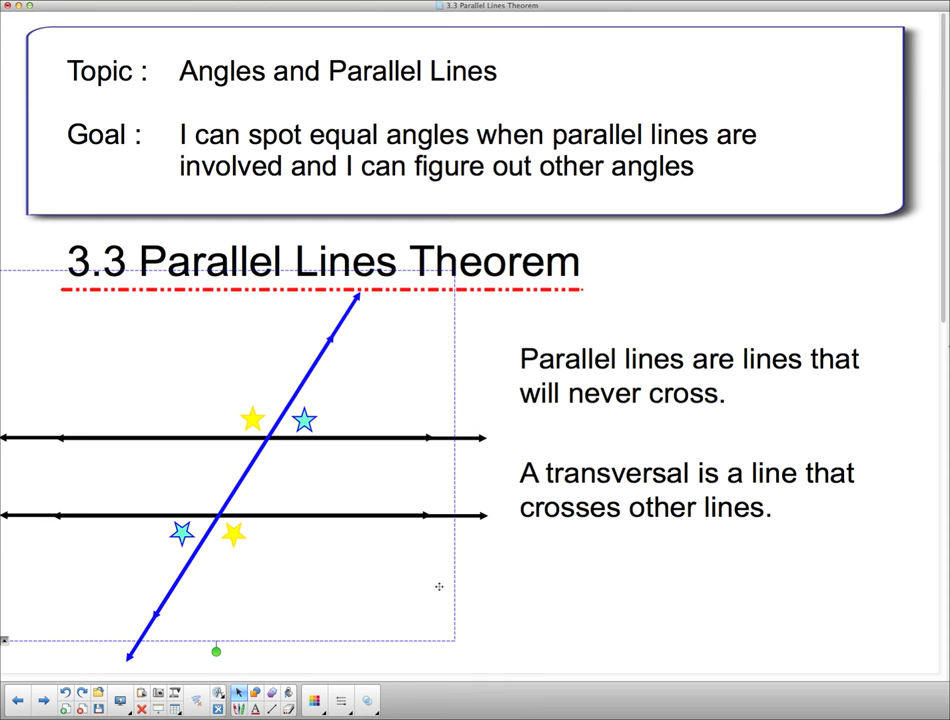 3.3 Parallel Lines Theorem
Topic : Angles and Parallel Lines
Goal : I can spot equal angles when parallel lines are
involved and I can figure out other angles
3.3 Parallel Lines Theorem
Parallel lines are lines that
will never cross.
A transversal is a line that
crosses other lines.